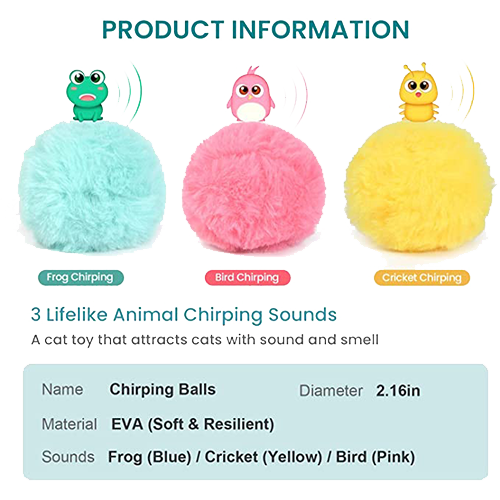 PRODUCT INFORMATION
Frog Chirping
Bird Chirping
Cricket Chirping
3 Lifelike Animal Chirping Sounds
A cat toy that attracts cats with sound and smell
Name Chirping Balls Diameter 2.16in
Material EVA (Soft & Resilient)
Sounds Frog (Blue) / Cricket (Yellow) / Bird (Pink)